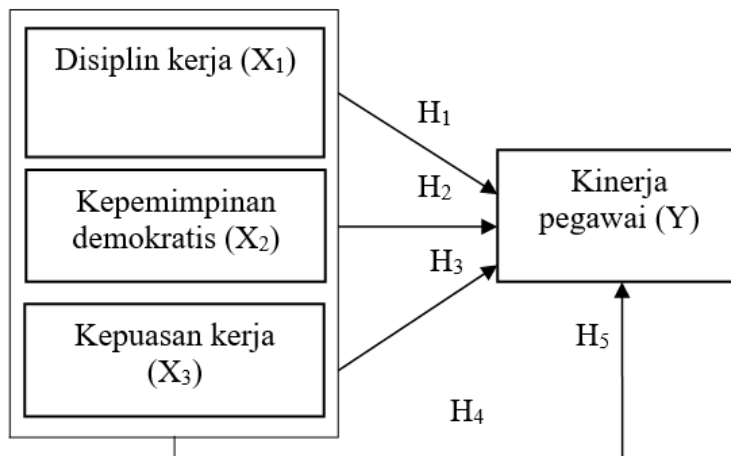 Disiplin kerja (X₁)
Kepemimpinan
demokratis (X₂)
Kepuasan kerja
(X₃)
H₁
H₂
H₃
H₄
H₅
Kinerja
pegawai (Y)